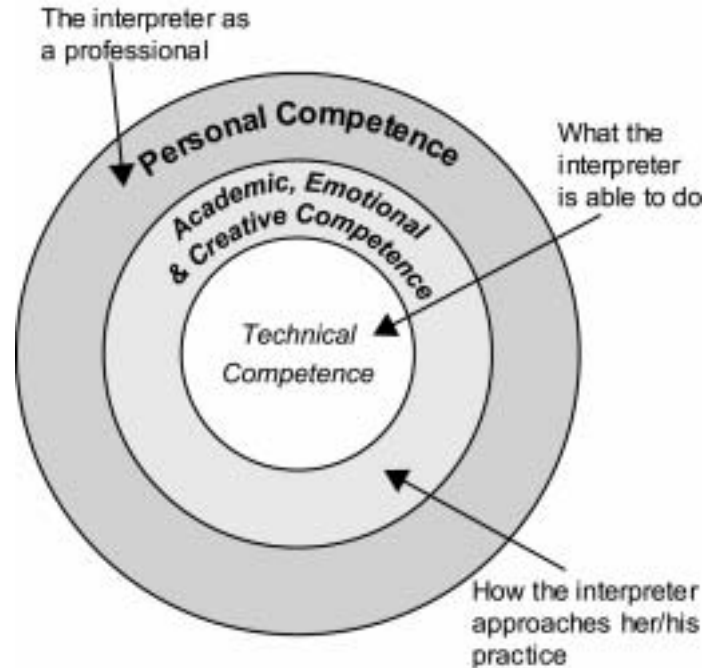 The interpreter as
a professional
Personal Competence
Academic, Emotional
& Creative Competence
Technical
Competence
What the
interpreter
is able to do
How the interpreter
approaches her/his
practice